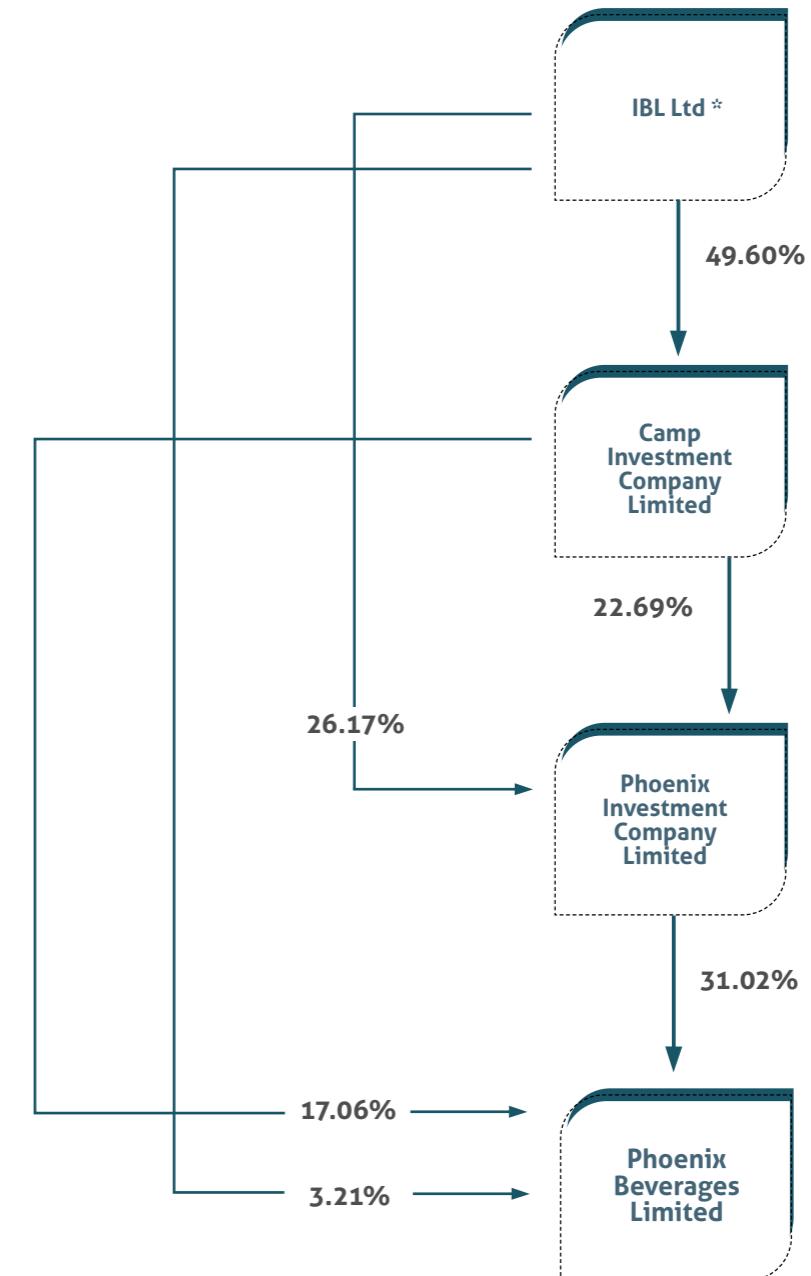 IBL Ltd *
49.60%
Camp
Investment
Company
Limited
22.69%
26.17%
Phoenix
Investment
Company
Limited
31.02%
17.06%
3.21%
Phoenix
Beverages
Limited